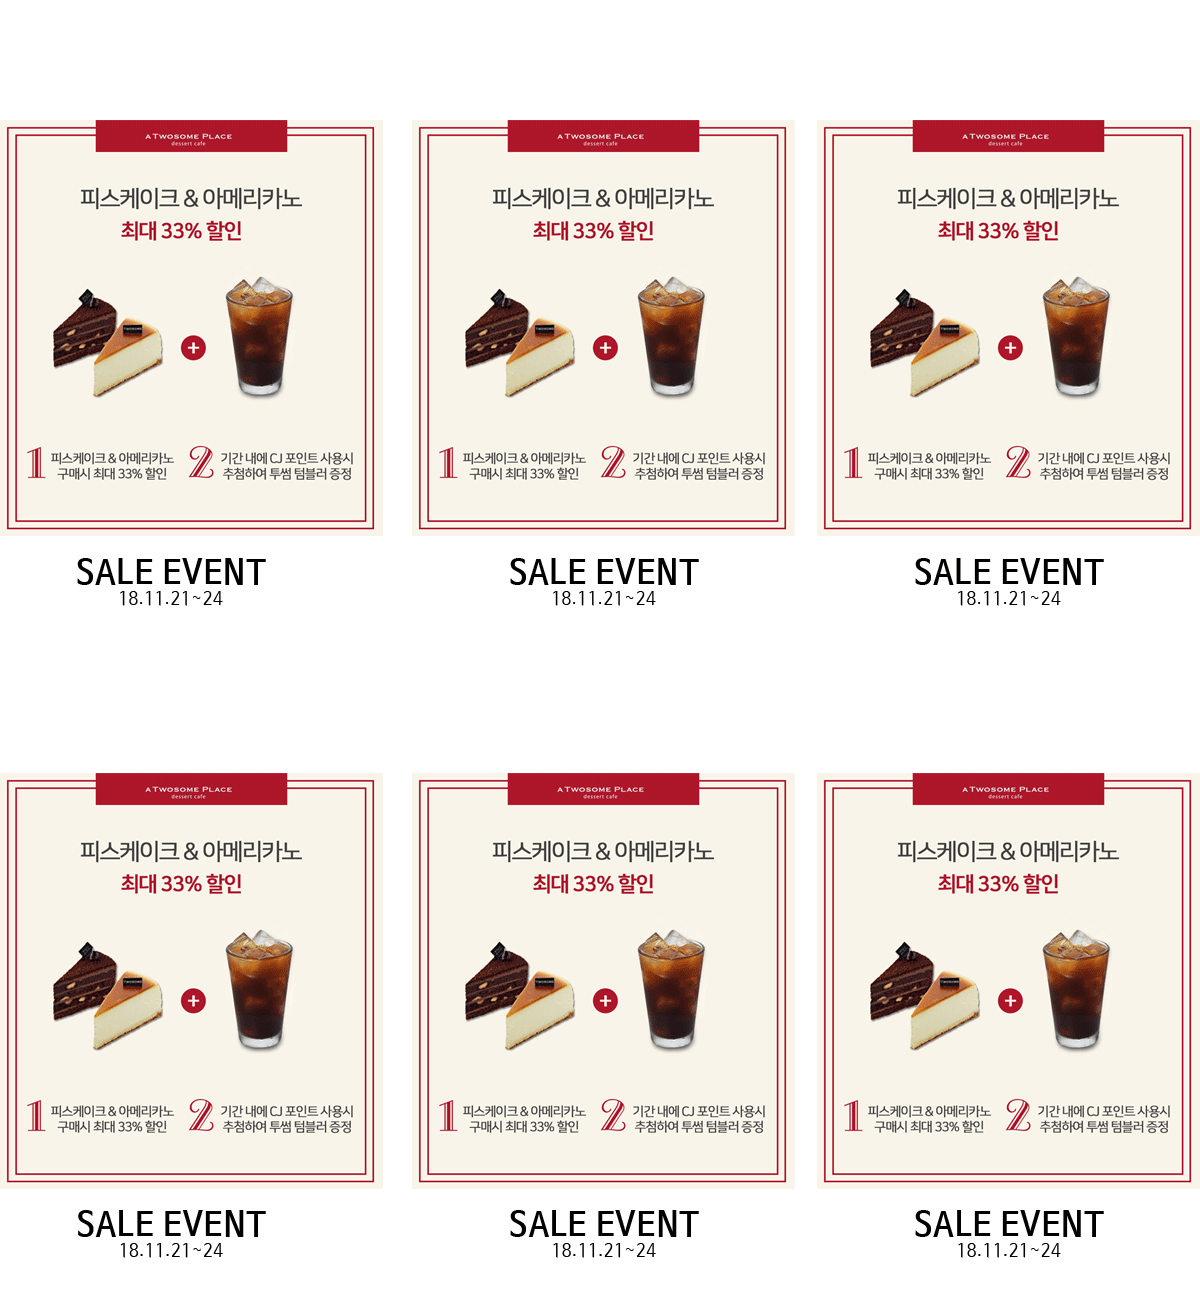 A TWOSOME PLACE
dessert cafe
피스케이크 & 아메리카노
최대 33% 할인
TWOSOME
+
1 피스케이크 & 아메리카노
구매시 최대 33% 할인
2 기간 내에 CJ 포인트 사용시
추첨하여 투썸 텀블러 증정
SALE EVENT
18.11.21~24
A TWOSOME PLACE
dessert cafe
피스케이크 & 아메리카노
최대 33% 할인
TWOSOME
+
1 피스케이크 & 아메리카노
구매시 최대 33% 할인
2 기간 내에 CJ 포인트 사용시
추첨하여 투썸 텀블러 증정
SALE EVENT
18.11.21~24
A TWOSOME PLACE
dessert cafe
피스케이크 & 아메리카노
최대 33% 할인
TWOSOME
+
1 피스케이크 & 아메리카노
구매시 최대 33% 할인
2 기간 내에 CJ 포인트 사용시
추첨하여 투썸 텀블러 증정
SALE EVENT
18.11.21~24
A TWOSOME PLACE
dessert cafe
피스케이크 & 아메리카노
최대 33% 할인
TWOSOME
+
1 피스케이크 & 아메리카노
구매시 최대 33% 할인
2 기간 내에 CJ 포인트 사용시
추첨하여 투썸 텀블러 증정
SALE EVENT
18.11.21~24
A TWOSOME PLACE
dessert cafe
피스케이크 & 아메리카노
최대 33% 할인
TWOSOME
+
1 피스케이크 & 아메리카노
구매시 최대 33% 할인
2 기간 내에 CJ 포인트 사용시
추첨하여 투썸 텀블러 증정
SALE EVENT
18.11.21~24
A TWOSOME PLACE
dessert cafe
피스케이크 & 아메리카노
최대 33% 할인
TWOSOME
+
1 피스케이크 & 아메리카노
구매시 최대 33% 할인
2 기간 내에 CJ 포인트 사용시
추첨하여 투썸 텀블러 증정
SALE EVENT
18.11.21~24